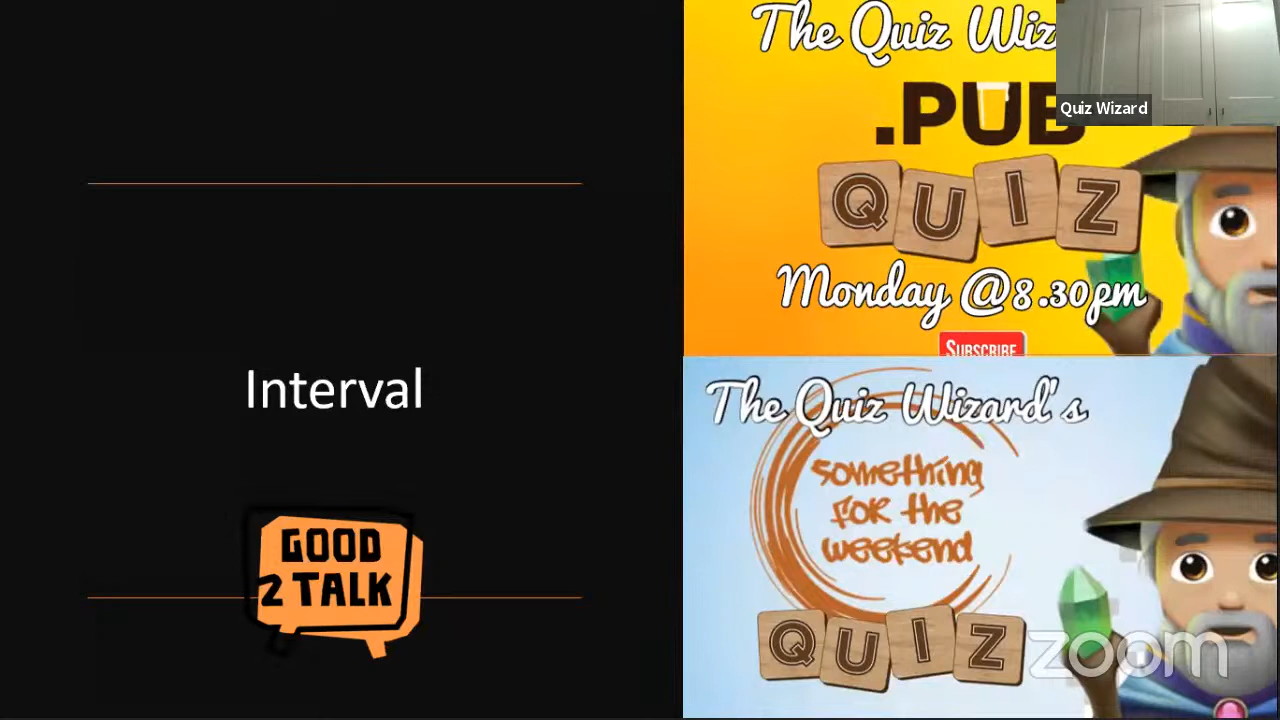 Interval
GOOD
2 TALK
The Quiz Wiz
.PUB
QUIZ
Monday @8.30pm
SUBSCRIBE
The Quiz Wizard's
something
for the
weekend
QUIZ
Quiz Wizard
zoom